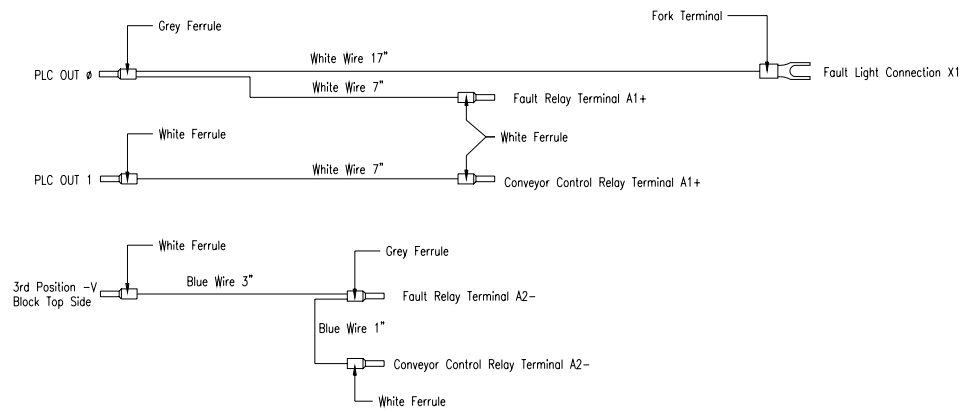 Grey Ferrule
Fork Terminal
White Wire 17"
PLC OUT ø
Fault Light Connection X1
White Wire 7"
Fault Relay Terminal A1+
White Ferrule
White Ferrule
White Wire 7"
PLC OUT 1
Conveyor Control Relay Terminal A1+
White Ferrule
Grey Ferrule
Blue Wire 3"
3rd Position -V
Block Top Side
Fault Relay Terminal A2-
Blue Wire 1"
Conveyor Control Relay Terminal A2-
White Ferrule